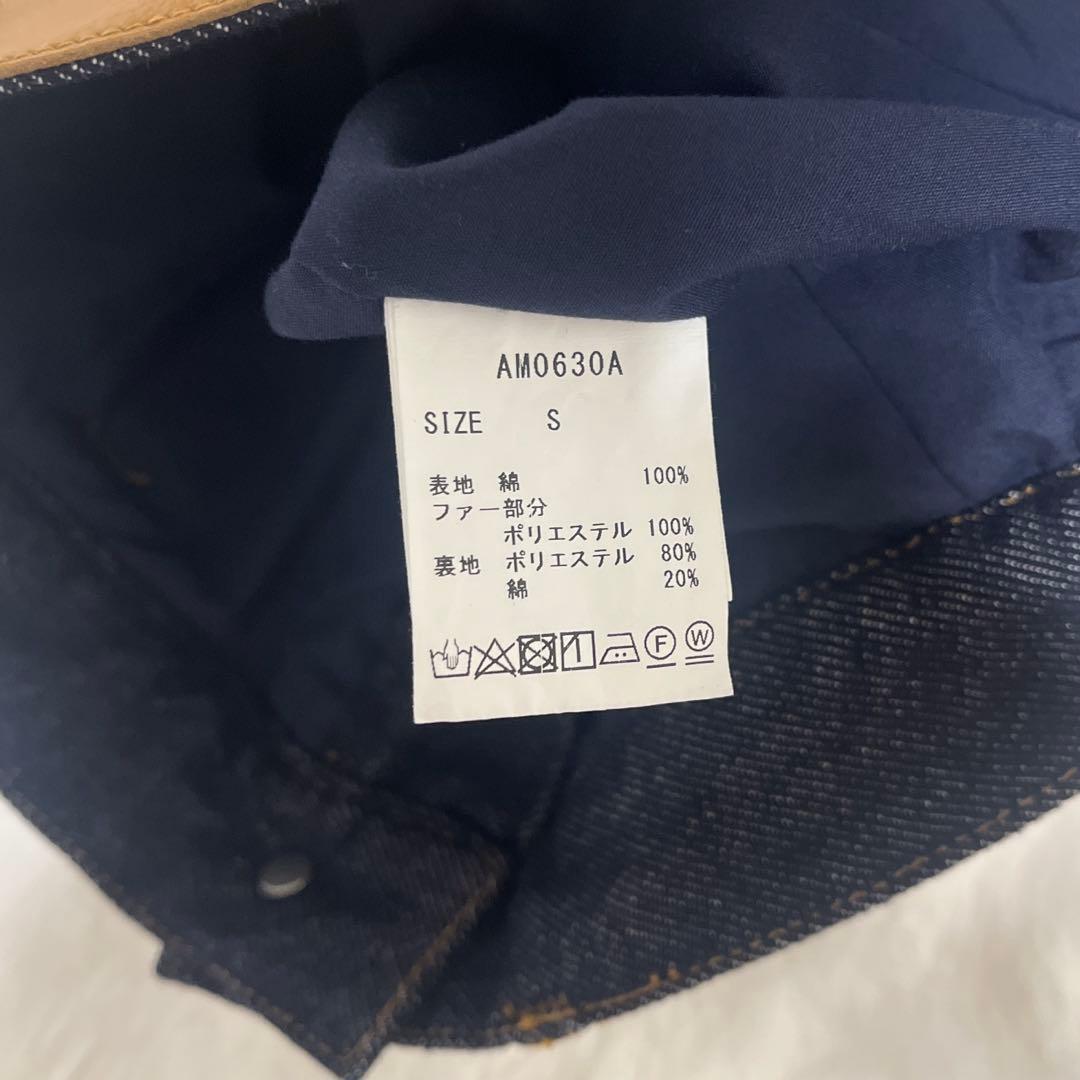 AM0630A
SIZE S
表地 綿 100%
ファー部分
ポリエステル 100%
裏地 ポリエステル 80%
綿 20%
F W